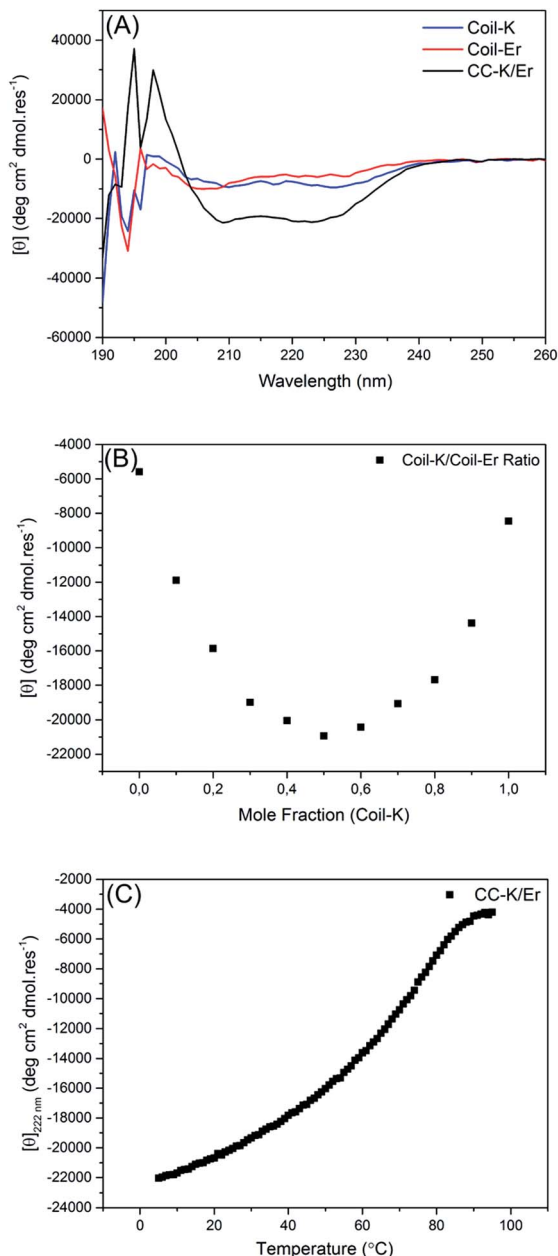 (A)
Coil-K
Coil-Er
CC-K/Er
40000
20000
0
-20000
-40000
-60000
[θ] (deg cm² dmol.res⁻¹)
190 200 210 220 230 240 250 260
Wavelength (nm)
(B)
Coil-K/Coil-Er Ratio
-4000
-6000
-8000
-10000
-12000
-14000
-16000
-18000
-20000
-22000
[θ] (deg cm² dmol.res⁻¹)
0,0 0,2 0,4 0,6 0,8 1,0
Mole Fraction (Coil-K)
(C)
CC-K/Er
-2000
-4000
-6000
-8000
-10000
-12000
-14000
-16000
-18000
-20000
-22000
-24000
[θ]222 nm (deg cm² dmol.res⁻¹)
0 20 40 60 80 100
Temperature (°C)